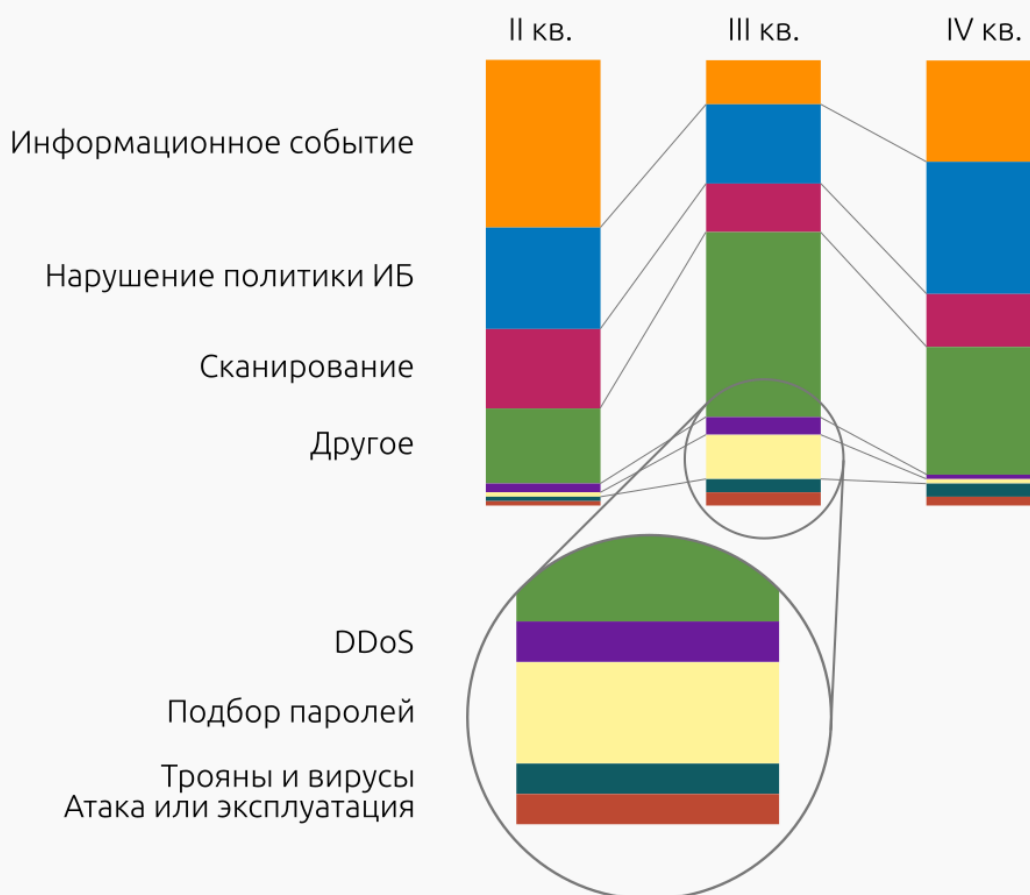 II кв.
III кв.
IV кв.
Информационное событие
Нарушение политики ИБ
Сканирование
Другое
DDoS
Подбор паролей
Трояны и вирусы
Атака или эксплуатация